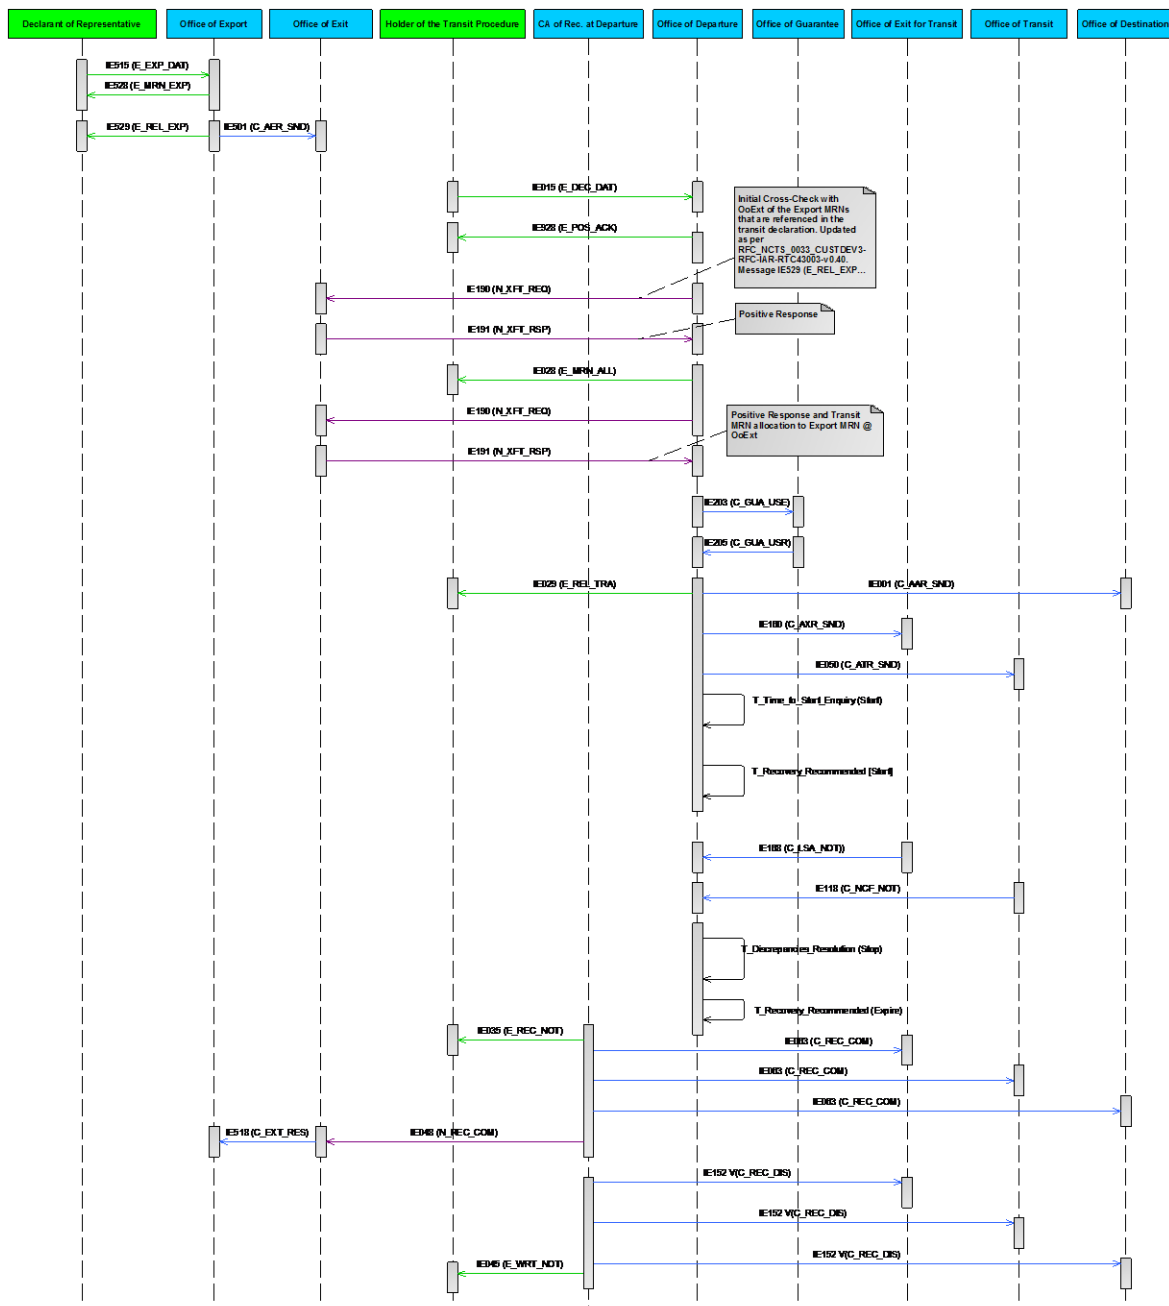 Declarant of Representative
Office of Export
Office of Exit
Holder of the Transit Procedure
CA of Rec. at Departure
Office of Departure
Office of Guarantee
Office of Exit for Transit
Office of Transit
Office of Destination
IE515 (E_EXP_DAT)
IE528 (E_MRN_EXP)
IE529 (E_REL_EXP)
IE501 (C_AER_SND)
IE015 (E_DEC_DAT)
Initial Cross-Check with
OoExt of the Export MRNs
that are referenced in the
transit declaration. Updated
as per
RFC_NCTS_0033_CUSTDEV3-
RFC-IAR-RTC43003-v0.40.
Message IE529 (E_REL_EXP...
IE928 (E_POS_ACK)
IE190 (N_XFT_REQ)
Positive Response
IE191 (N_XFT_RSP)
IE028 (E_MRN_ALL)
IE190 (N_XFT_REQ)
Positive Response and Transit
MRN allocation to Export MRN @
OoExt
IE191 (N_XFT_RSP)
IE203 (C_GUA_USE)
IE205 (C_GUA_USR)
IE029 (E_REL_TRA)
IE001 (C_AAR_SND)
IE160 (C_AXR_SND)
IE050 (C_ATR_SND)
T_Time_to_Start_Enquiry (Start)
T_Recovery_Recommended [Start]
IE168 (C_LSA_NOT))
IE118 (C_NCF_NOT)
T_Discrepancies_Resolution (Stop)
T_Recovery_Recommended (Expire)
IE035 (E_REC_NOT)
IE063 (C_REC_COM)
IE063 (C_REC_COM)
IE063 (C_REC_COM)
IE518 (C_EXT_RES)
IE048 (N_REC_COM)
IE152 V(C_REC_DIS)
IE152 V(C_REC_DIS)
IE152 V(C_REC_DIS)
IE045 (E_WRT_NOT)